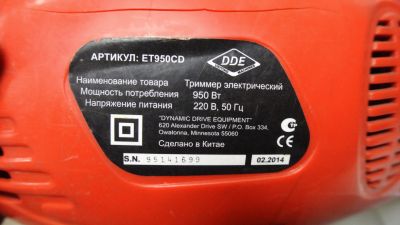 АРТИКУЛ: ET950CD
DDE
Наименование товара Триммер электрический
Мощность потребления 950 Вт
Напряжение питания 220 В, 50 Гц
"DYNAMIC DRIVE EQUIPMENT"
620 Alexander Drive SW / P.O. Box 334,
Owatonna, Minnesota 55060
Сделано в Китае
S.N. 95141699
02.2014
CE